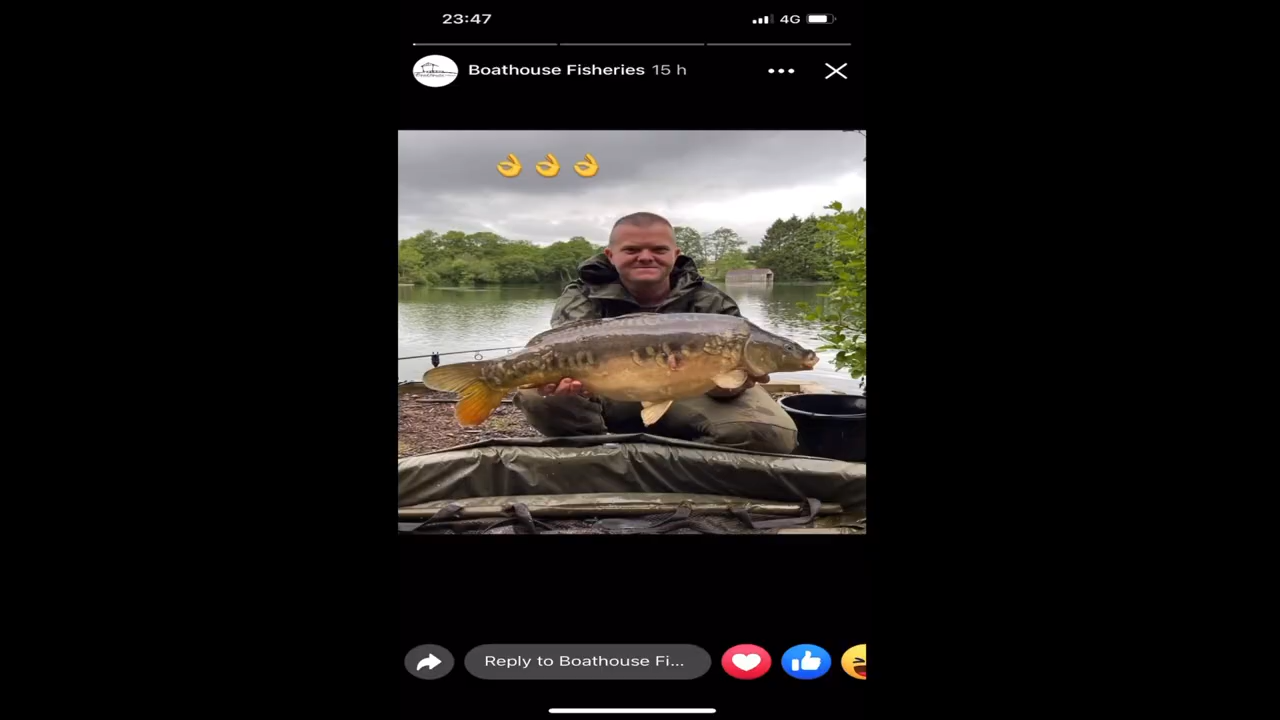 23:47 4G
Boathouse Fisheries 15 h
👌👌👌
Reply to Boathouse Fi...